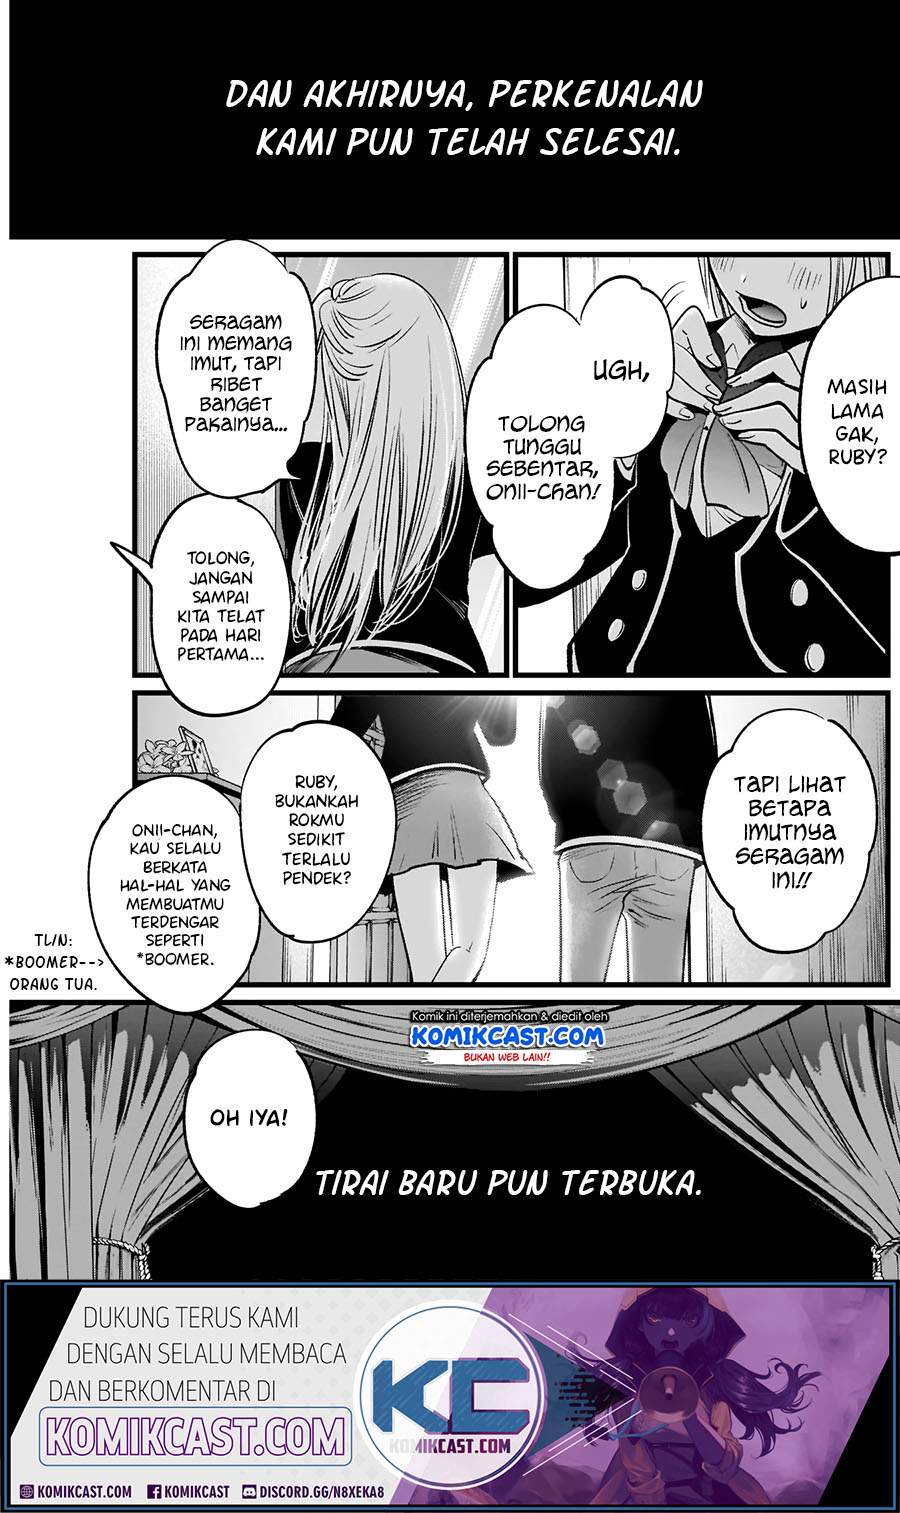 DAN AKHIRNYA, PERKENALAN
KAMI PUN TELAH SELESAI.
MASIH
LAMA
GAK,
RUBY?
UGH,
TOLONG
TUNGGU
SEBENTAR,
ONII-CHAN!
SERAGAM
INI MEMANG
IMUT, TAPI
RIBET
BANGET
PAKAINYA...
TOLONG,
JANGAN
SAMPAI
KITA TELAT
PADA HARI
PERTAMA...
TAPI LIHAT
BETAPA
IMUTNYA
SERAGAM
INI!!
RUBY,
BUKANKAH
ROKMU
SEDIKIT
TERLALU
PENDEK?
ONII-CHAN,
KAU SELALU
BERKATA
HAL-HAL YANG
MEMBUATMU
TERDENGAR
SEPERTI
*BOOMER.
TL/N:
*BOOMER-->
ORANG TUA.
Komik ini diterjemahkan & diedit oleh
KOMIKCAST.COM
BUKAN WEB LAIN!!
OH IYA!
TIRAI BARU PUN TERBUKA.
DUKUNG TERUS KAMI
DENGAN SELALU MEMBACA
DAN BERKOMENTAR DI
KOMIKCAST.COM
KOMIKCAST.COM
KOMIKCAST
DISCORD.GG/N8XEKA8
KC
KOMIKCAST.COM